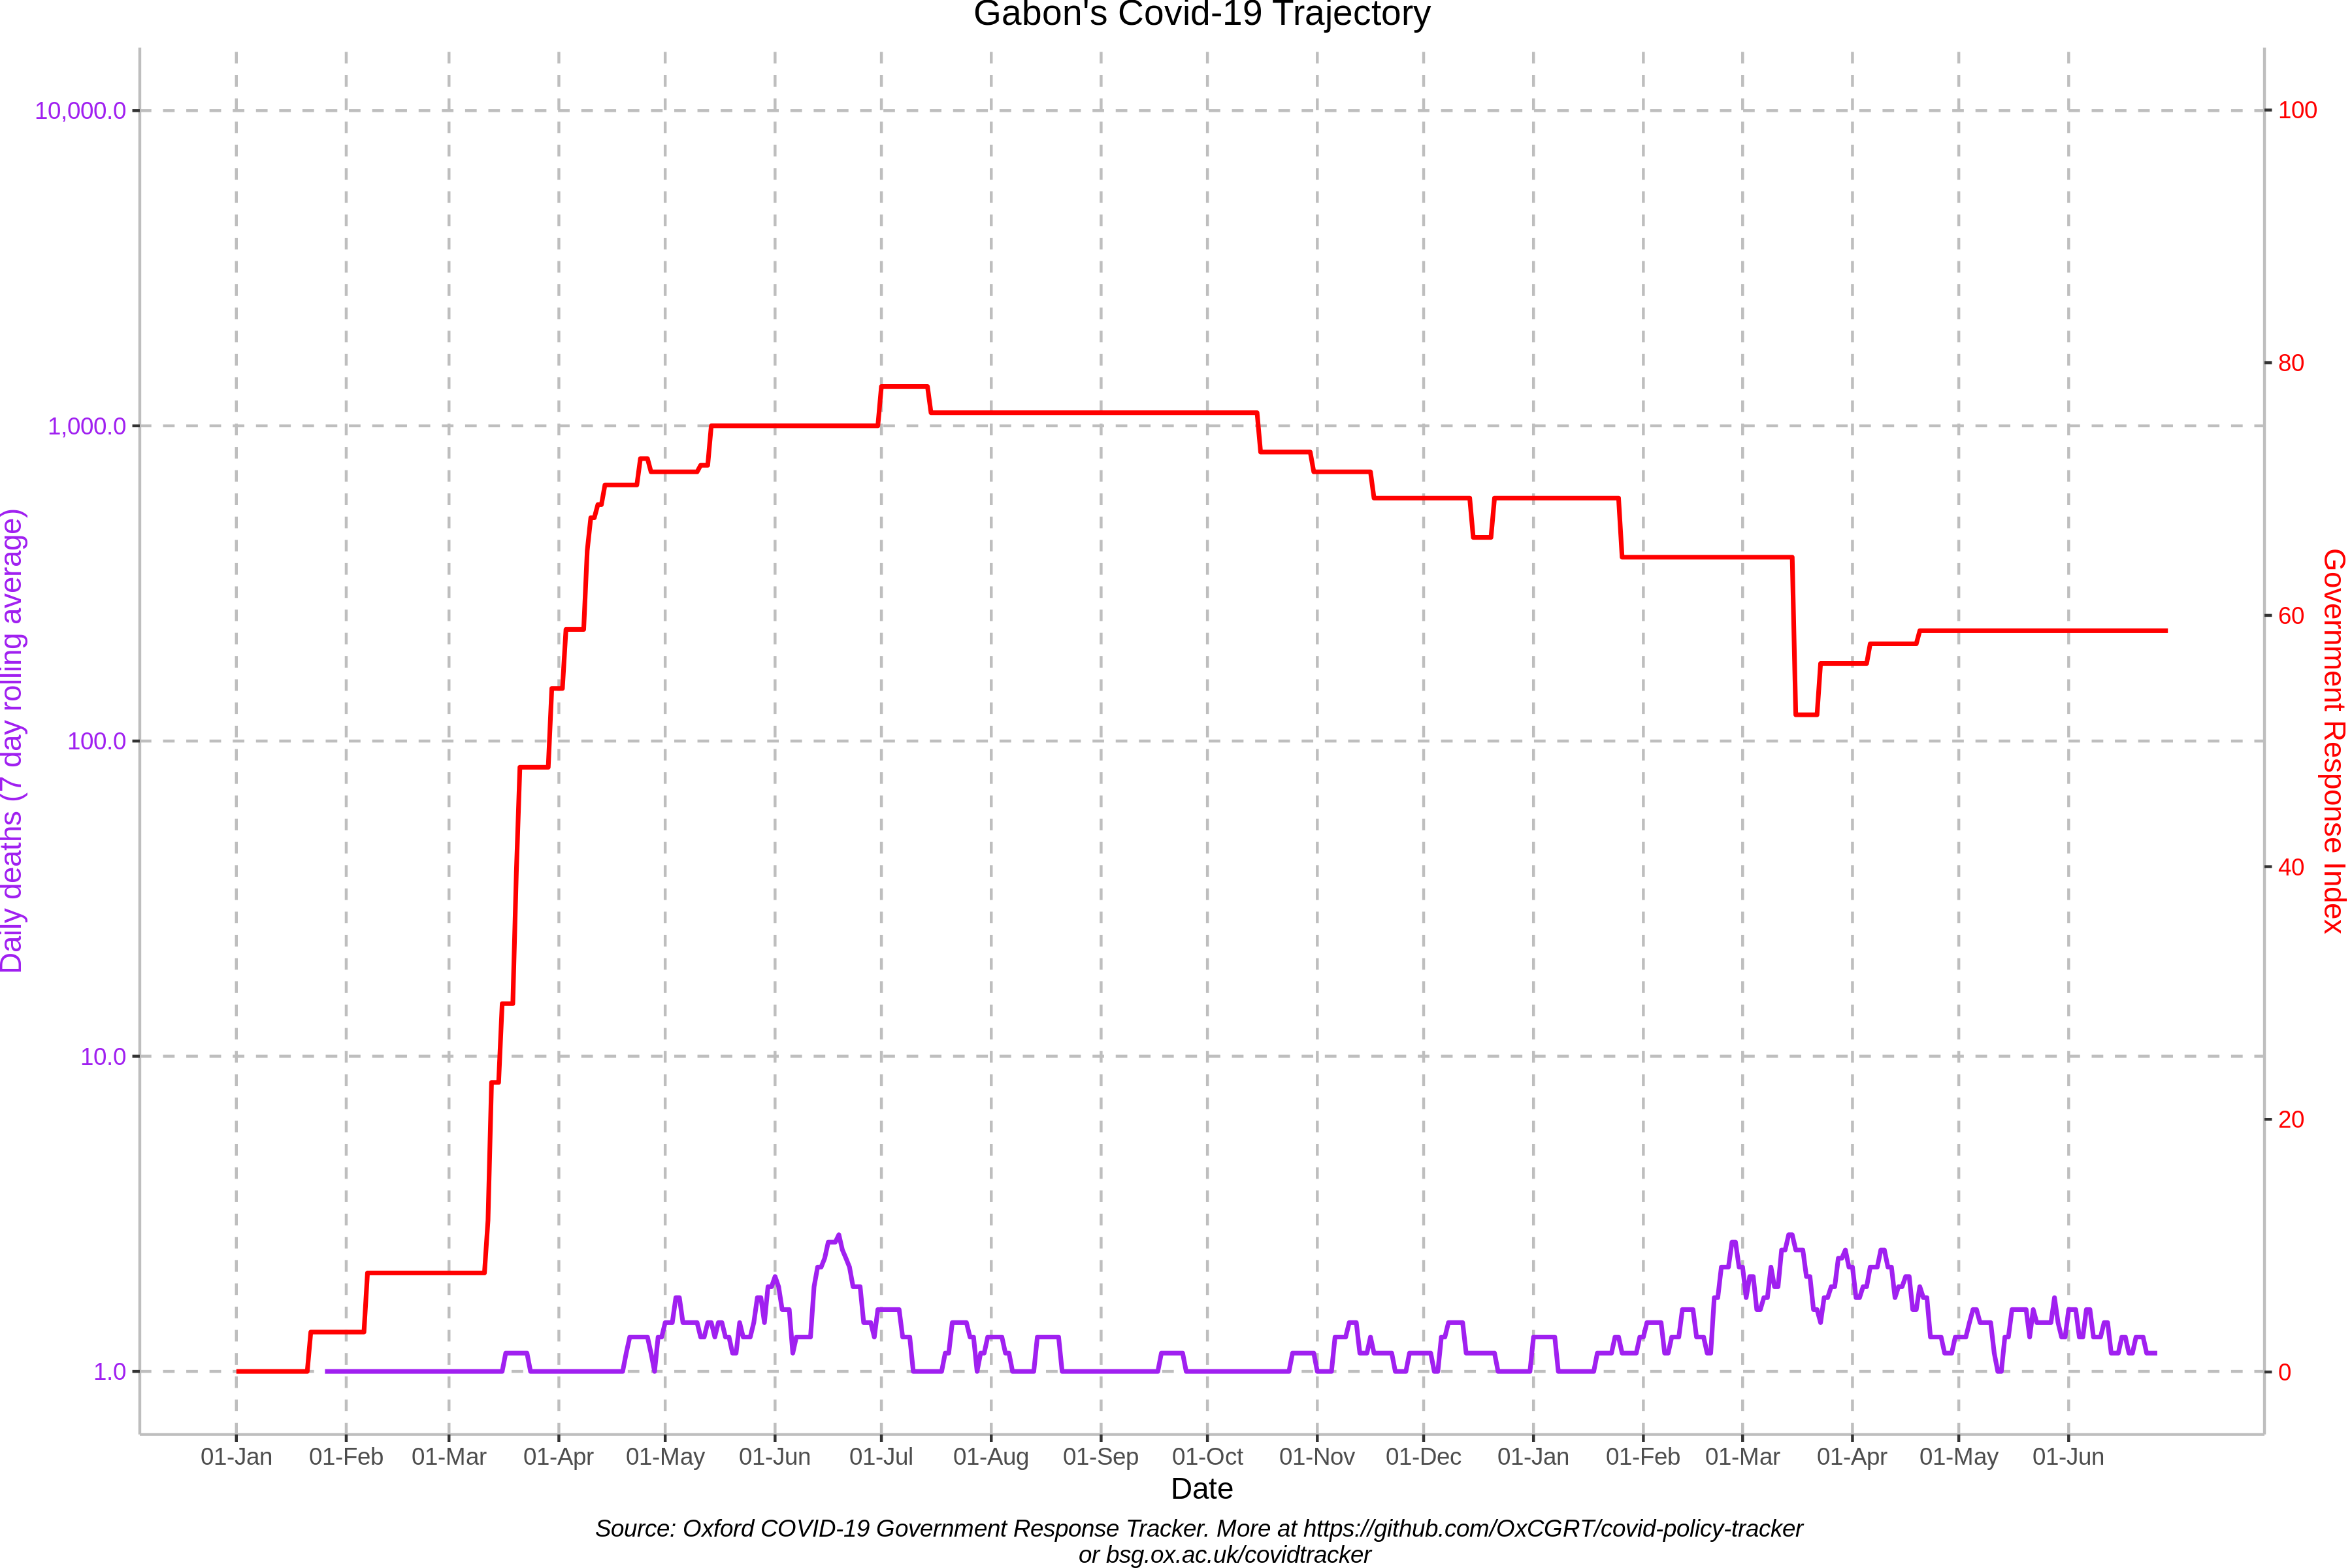 Gabon's Covid-19 Trajectory
10,000.0
1,000.0
100.0
10.0
1.0
Daily deaths (7 day rolling average)
100
80
60
40
20
0
Government Response Index
01-Jan 01-Feb 01-Mar 01-Apr 01-May 01-Jun 01-Jul 01-Aug 01-Sep 01-Oct 01-Nov 01-Dec 01-Jan 01-Feb 01-Mar 01-Apr 01-May 01-Jun
Date
Source: Oxford COVID-19 Government Response Tracker. More at https://github.com/OxCGRT/covid-policy-tracker
or bsg.ox.ac.uk/covidtracker